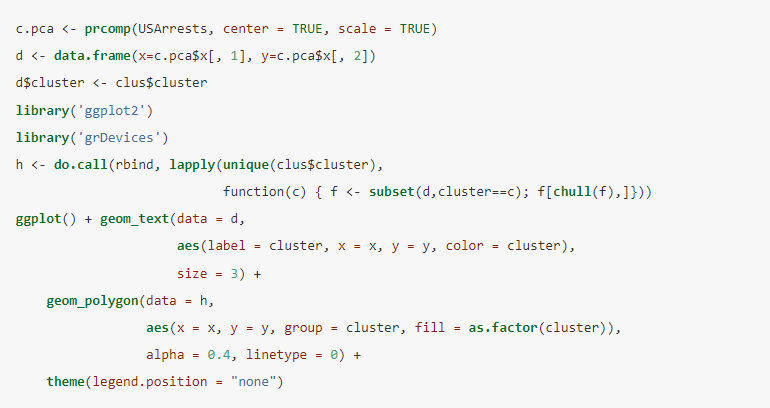 c.pca <- prcomp(USArrests, center = TRUE, scale = TRUE)
d <- data.frame(x=c.pca$x[, 1], y=c.pca$x[, 2])
d$cluster <- clus$cluster
library('ggplot2')
library('grDevices')
h <- do.call(rbind, lapply(unique(clus$cluster),
                           function(c) { f <- subset(d,cluster==c); f[chull(f),]}))
ggplot() + geom_text(data = d,
                     aes(label = cluster, x = x, y = y, color = cluster),
                     size = 3) +
    geom_polygon(data = h,
                 aes(x = x, y = y, group = cluster, fill = as.factor(cluster)),
                 alpha = 0.4, linetype = 0) +
    theme(legend.position = "none")